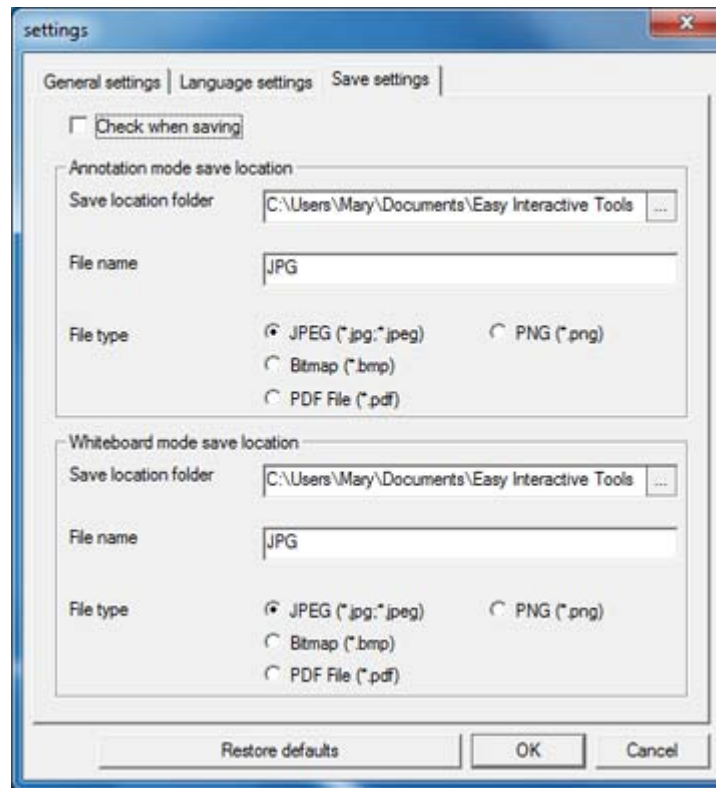 settings
General settings Language settings Save settings
Check when saving
Annotation mode save location
Save location folder C:\Users\Mary\Documents\Easy Interactive Tools ...
File name JPG
File type JPEG (*.jpg;*.jpeg) PNG (*.png)
Bitmap (*.bmp)
PDF File (*.pdf)
Whiteboard mode save location
Save location folder C:\Users\Mary\Documents\Easy Interactive Tools ...
File name JPG
File type JPEG (*.jpg;*.jpeg) PNG (*.png)
Bitmap (*.bmp)
PDF File (*.pdf)
Restore defaults OK Cancel